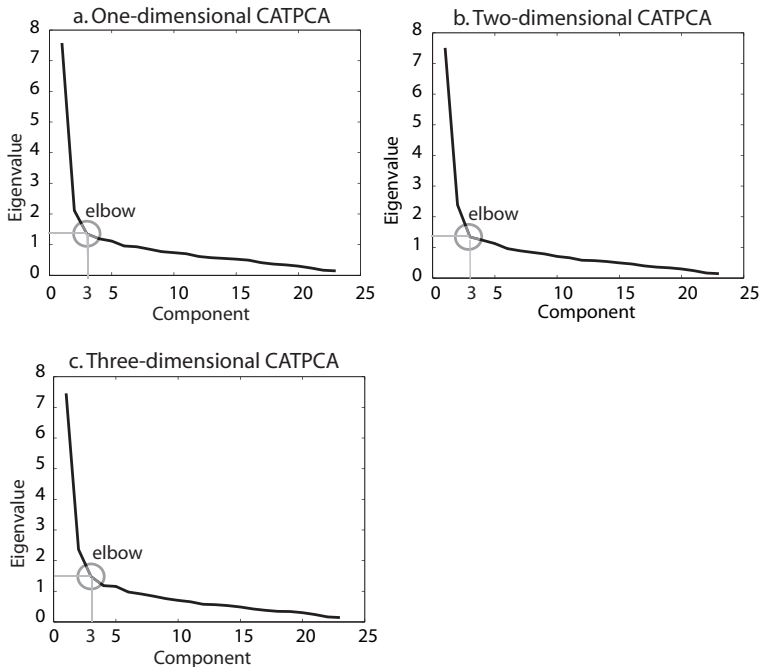 a. One-dimensional CATPCA
8
7
6
5
4
3
2
1
0
Eigenvalue
elbow
0 3 5 10 15 20 25
Component
b. Two-dimensional CATPCA
8
7
6
5
4
3
2
1
0
Eigenvalue
elbow
0 3 5 10 15 20 25
Component
c. Three-dimensional CATPCA
8
7
6
5
4
3
2
1
0
Eigenvalue
elbow
0 3 5 10 15 20 25
Component